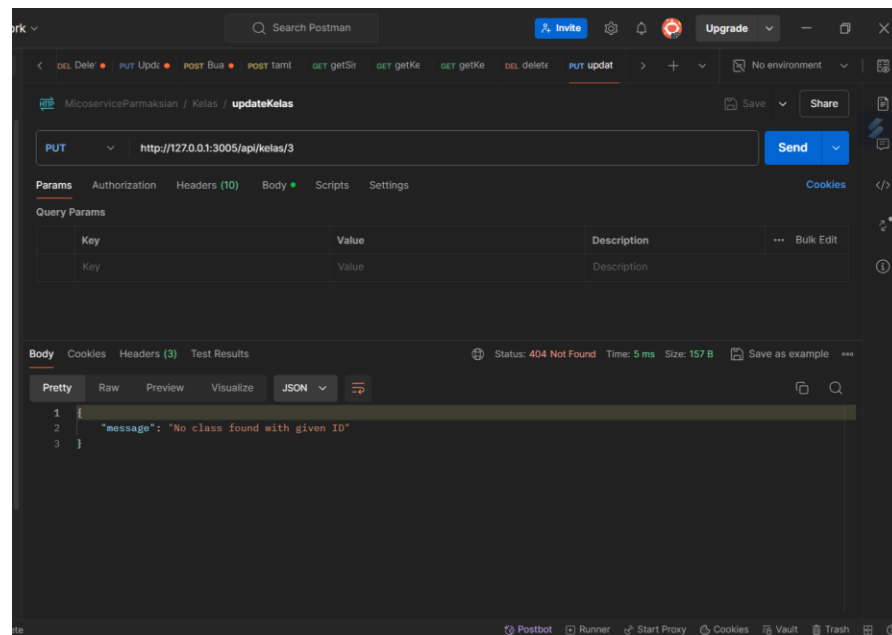 ork
Search Postman
Invite
Upgrade
DEL Dele
PUT Upda
POST Bua
POST tamt
GET getSis
GET getKe
GET getKe
DEL delete
PUT updat
No environment
HTTP MicoserviceParmaksian / Kelas / updateKelas
Save
Share
PUT
http://127.0.0.1:3005/api/kelas/3
Send
Params Authorization Headers (10) Body Scripts Settings
Cookies
Query Params
Key Value Description ••• Bulk Edit
Key Value Description
Body Cookies Headers (3) Test Results
Status: 404 Not Found Time: 5 ms Size: 157 B
Save as example
Pretty Raw Preview Visualize JSON
1 {
2 "message": "No class found with given ID"
3 }
ete
Postbot Runner Start Proxy Cookies Vault Trash